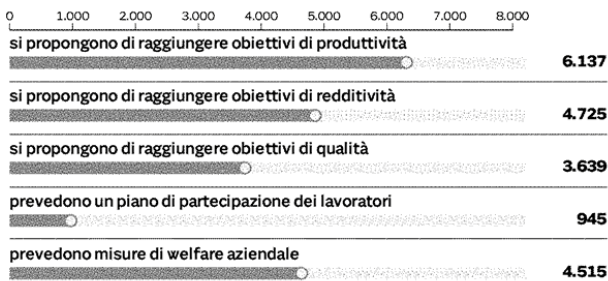 0 1.000 2.000 3.000 4.000 5.000 6.000 7.000 8.000
si propongono di raggiungere obiettivi di produttività
6.137
si propongono di raggiungere obiettivi di redditività
4.725
si propongono di raggiungere obiettivi di qualità
3.639
prevedono un piano di partecipazione dei lavoratori
945
prevedono misure di welfare aziendale
4.515